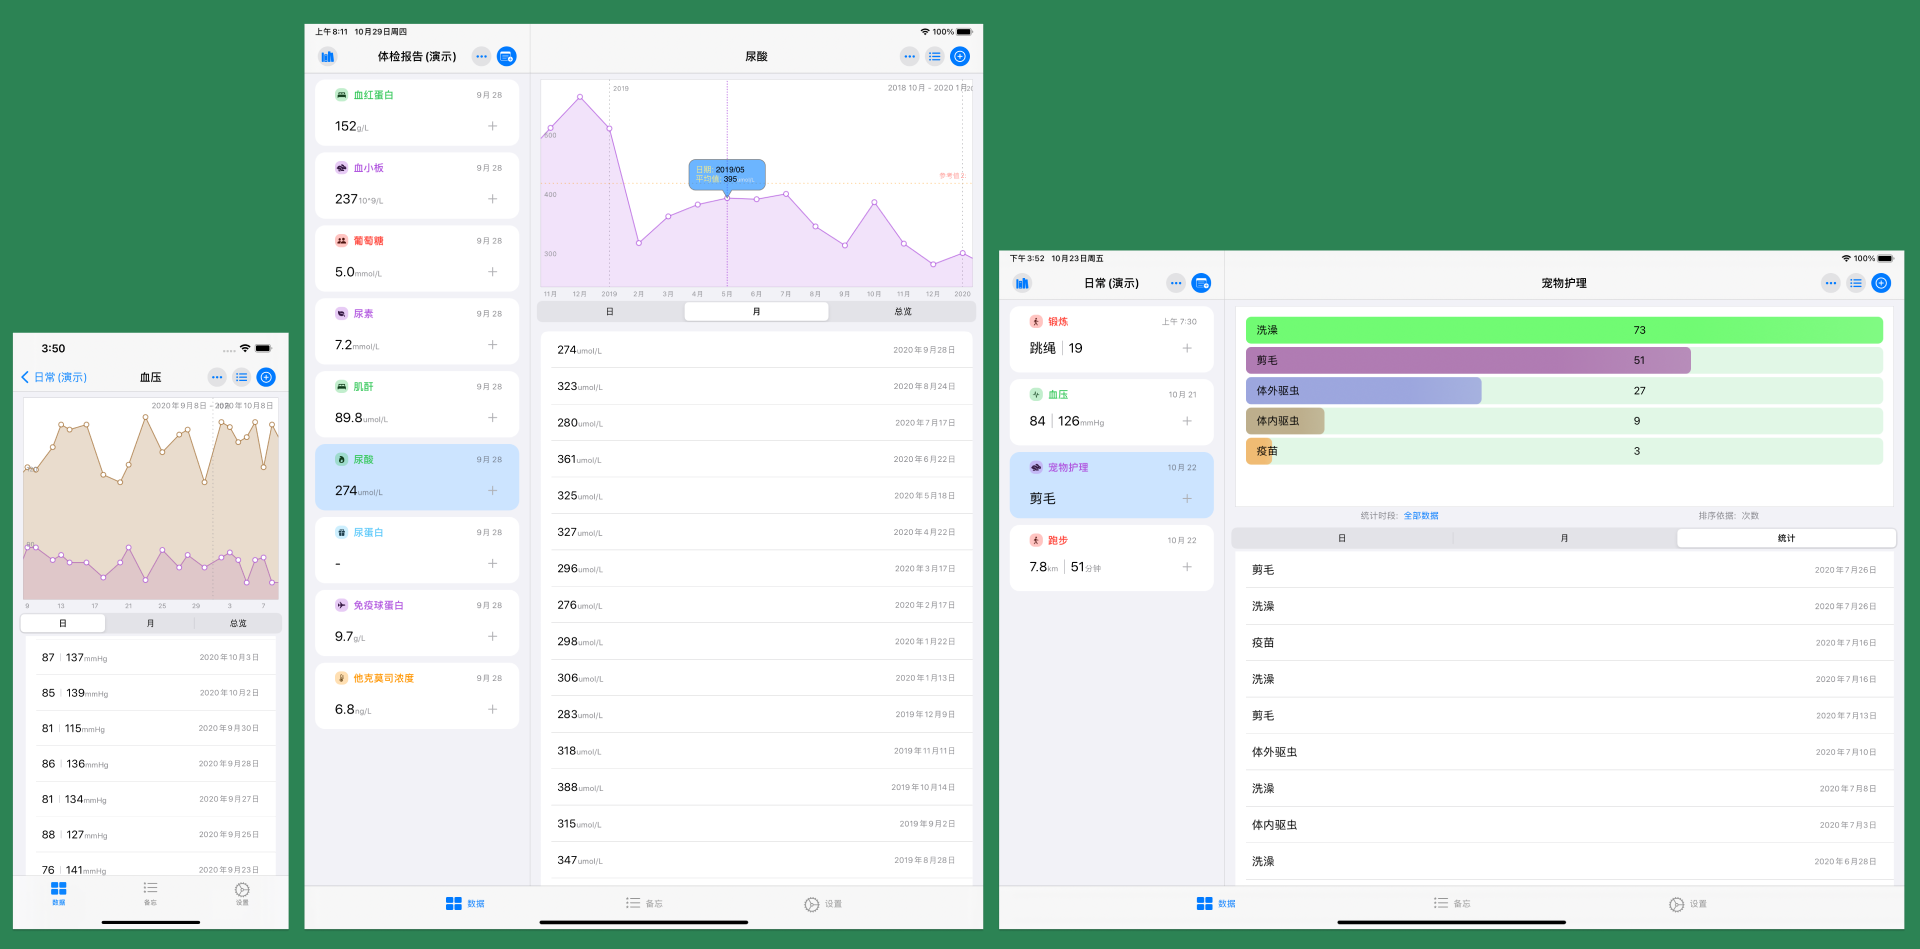 3:50
日常 (演示)
血压
2020年9月8日 - 2020年10月8日
9
13
17
21
25
29
3
7
日
月
总览
87 | 137mmHg
2020年10月3日
85 | 139mmHg
2020年10月2日
81 | 115mmHg
2020年9月30日
86 | 136mmHg
2020年9月28日
81 | 134mmHg
2020年9月27日
88 | 127mmHg
2020年9月25日
76 | 141mmHg
2020年9月23日
数据
备忘
设置
上午 8:11 10月29日周四
100%
体检报告 (演示)
血红蛋白
9月 28
152g/L
血小板
9月 28
237 10^9/L
葡萄糖
9月 28
5.0mmol/L
尿素
9月 28
7.2mmol/L
肌酐
9月 28
89.8umol/L
尿酸
9月 28
274umol/L
尿蛋白
9月 28
-
免疫球蛋白
9月 28
9.7g/L
他克莫司浓度
9月 28
6.8ng/L
尿酸
2019
2018 10月 - 2020 1月
500
日期: 2019/05
平均值: 395
参考值 2:
400
300
11月
12月
2019
2月
3月
4月
5月
6月
7月
8月
9月
10月
11月
12月
2020
日
月
总览
274umol/L
2020年9月28日
323umol/L
2020年8月24日
280umol/L
2020年7月17日
361umol/L
2020年6月22日
325umol/L
2020年5月18日
327umol/L
2020年4月22日
296umol/L
2020年3月17日
276umol/L
2020年2月17日
298umol/L
2020年1月22日
306umol/L
2020年1月13日
283umol/L
2019年12月9日
318umol/L
2019年11月11日
388umol/L
2019年10月14日
315umol/L
2019年9月2日
347umol/L
2019年8月28日
数据
备忘
设置
下午 3:52 10月23日周五
100%
日常 (演示)
锻炼
上午 7:30
跳绳 | 19
血压
10月 21
84 | 126mmHg
宠物护理
10月 22
剪毛
跑步
10月 22
7.8km | 51分钟
宠物护理
洗澡
73
剪毛
51
体外驱虫
27
体内驱虫
9
疫苗
3
统计时段: 全部数据
排序依据: 次数
日
月
统计
剪毛
2020年7月26日
洗澡
2020年7月26日
疫苗
2020年7月16日
洗澡
2020年7月16日
剪毛
2020年7月13日
体外驱虫
2020年7月10日
洗澡
2020年7月8日
体内驱虫
2020年7月3日
洗澡
2020年6月28日
数据
备忘
设置